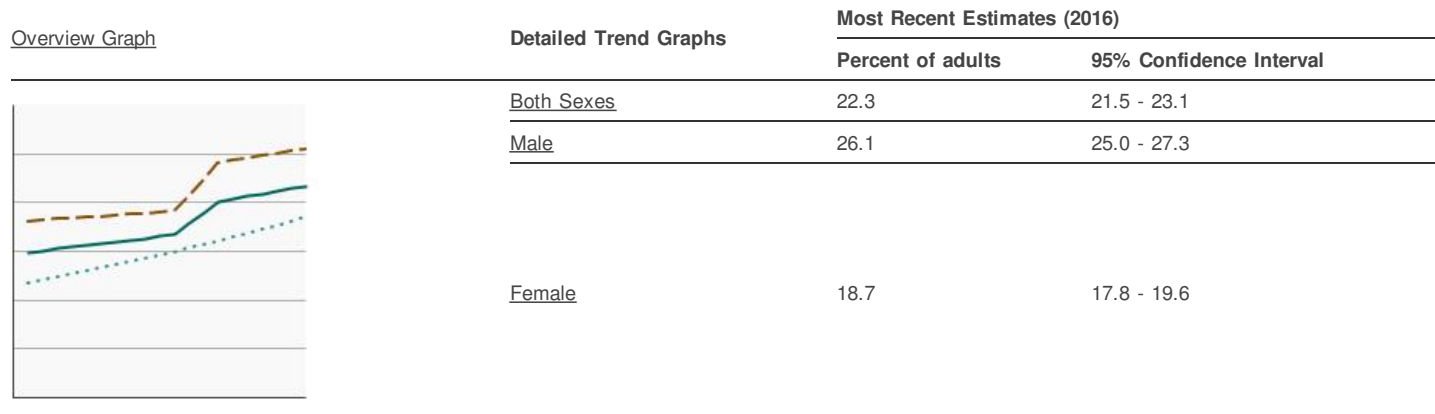 Overview Graph
Detailed Trend Graphs
Most Recent Estimates (2016)
Percent of adults
95% Confidence Interval
Both Sexes 22.3 21.5 - 23.1
Male 26.1 25.0 - 27.3
Female 18.7 17.8 - 19.6